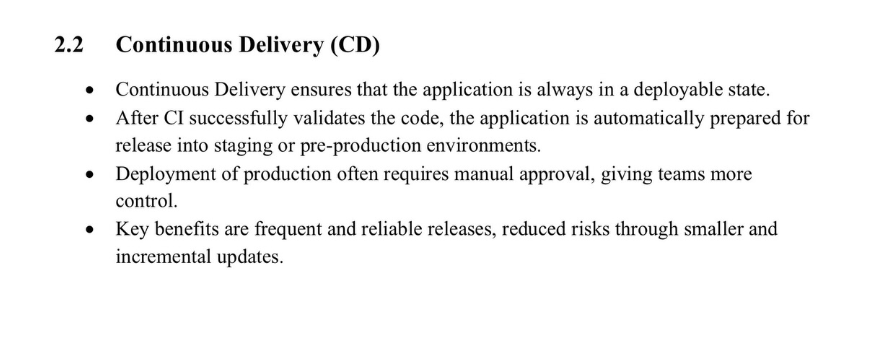 2.2 Continuous Delivery (CD)
• Continuous Delivery ensures that the application is always in a deployable state.
• After CI successfully validates the code, the application is automatically prepared for
release into staging or pre-production environments.
• Deployment of production often requires manual approval, giving teams more
control.
• Key benefits are frequent and reliable releases, reduced risks through smaller and
incremental updates.